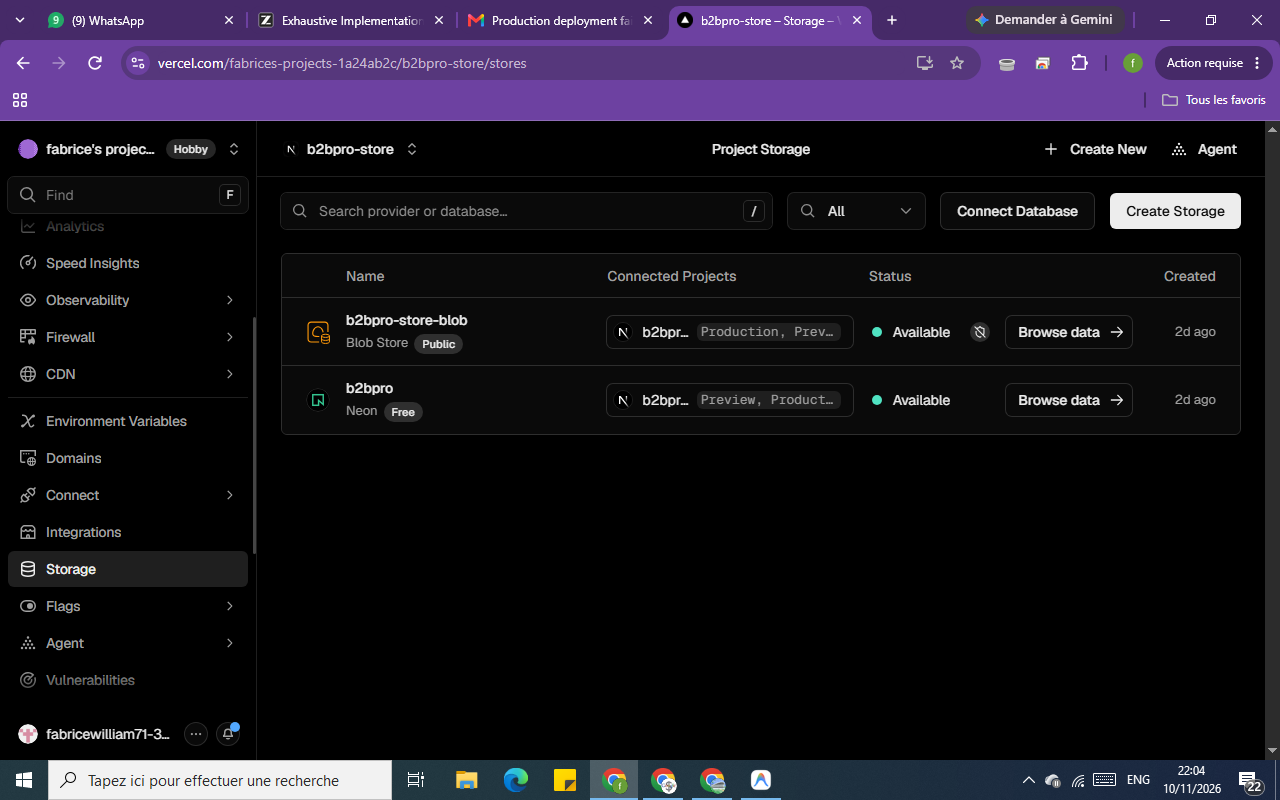 (9) WhatsApp
Exhaustive Implementation
Production deployment fai
b2bpro-store – Storage –
Demander à Gemini
vercel.com/fabrices-projects-1a24ab2c/b2bpro-store/stores
f
Action requise
Tous les favoris
fabrice's projec... Hobby
b2bpro-store
Project Storage
Create New
Agent
Find F
Analytics
Speed Insights
Observability
Firewall
CDN
Environment Variables
Domains
Connect
Integrations
Storage
Flags
Agent
Vulnerabilities
fabricewilliam71-3...
Search provider or database... /
All
Connect Database
Create Storage
Name Connected Projects Status Created
b2bpro-store-blob
Blob Store Public
b2bpr... Production, Prev...
Available
Browse data →
2d ago
b2bpro
Neon Free
b2bpr... Preview, Product...
Available
Browse data →
2d ago
Tapez ici pour effectuer une recherche
ENG
22:04
10/11/2026
22